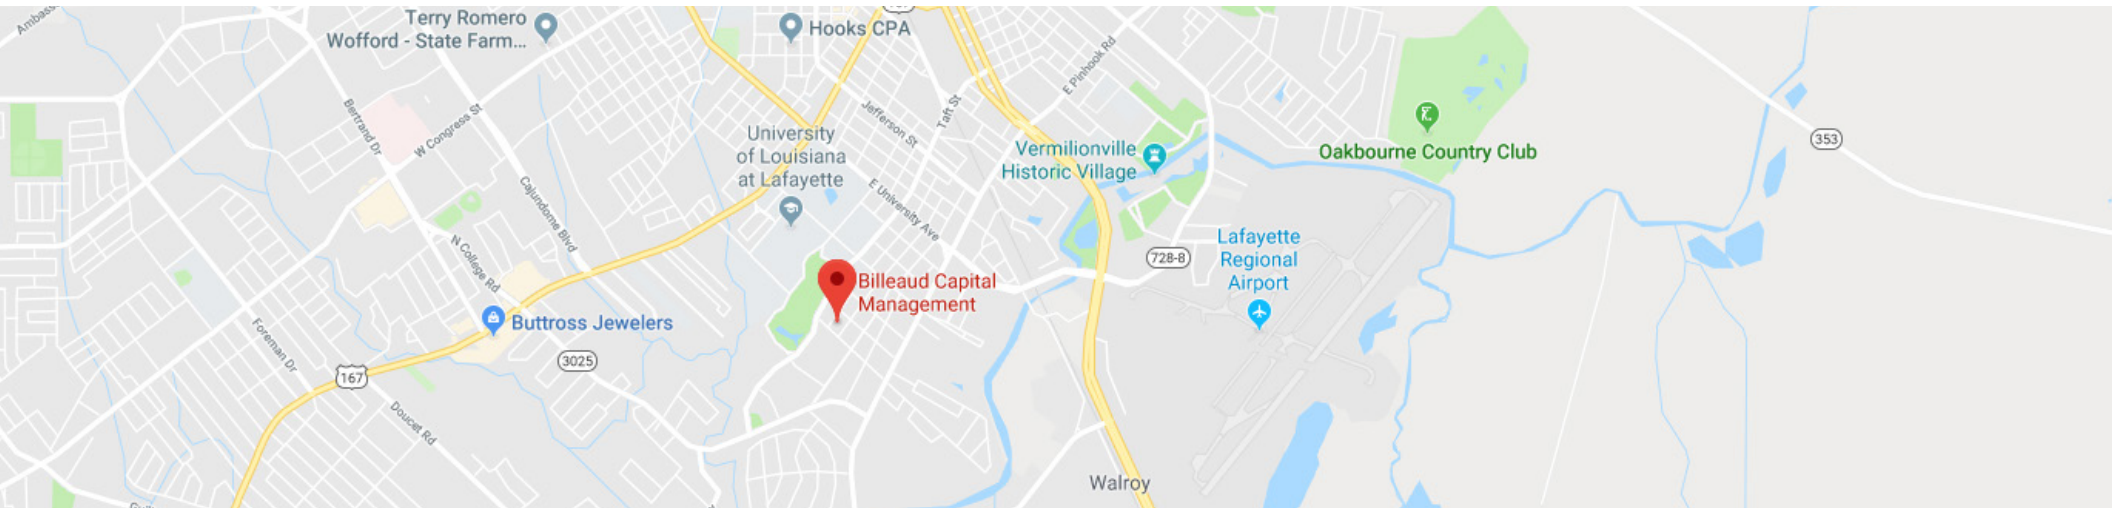 Ambass
Terry Romero
Wofford - State Farm...
Hooks CPA
E Pinhook Rd
Bertrand Dr
W Congress St
Jefferson St
Taft St
University
of Louisiana
at Lafayette
Vermilionville
Historic Village
Oakbourne Country Club
353
Cajundome Blvd
E University Ave
N College Rd
728-8
Lafayette
Regional
Airport
Billeaud Capital
Management
Buttross Jewelers
Foreman Dr
3025
167
Doucet Rd
Walroy